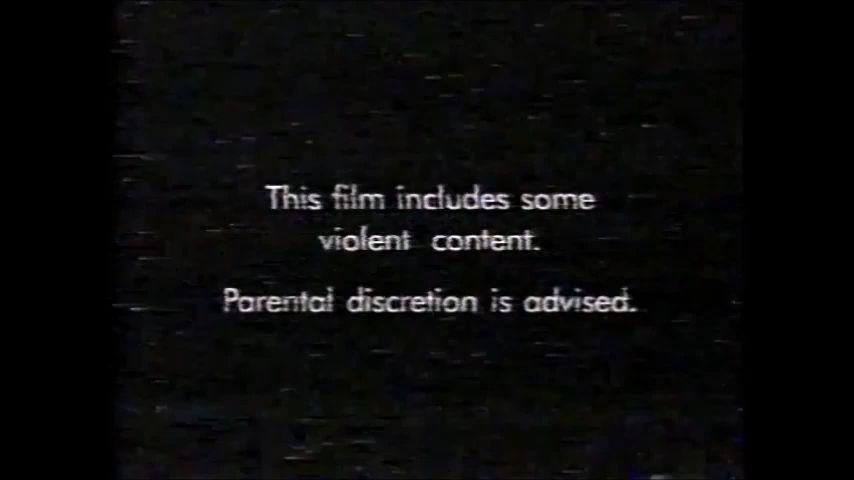 This film includes some
violent content.
Parental discretion is advised.